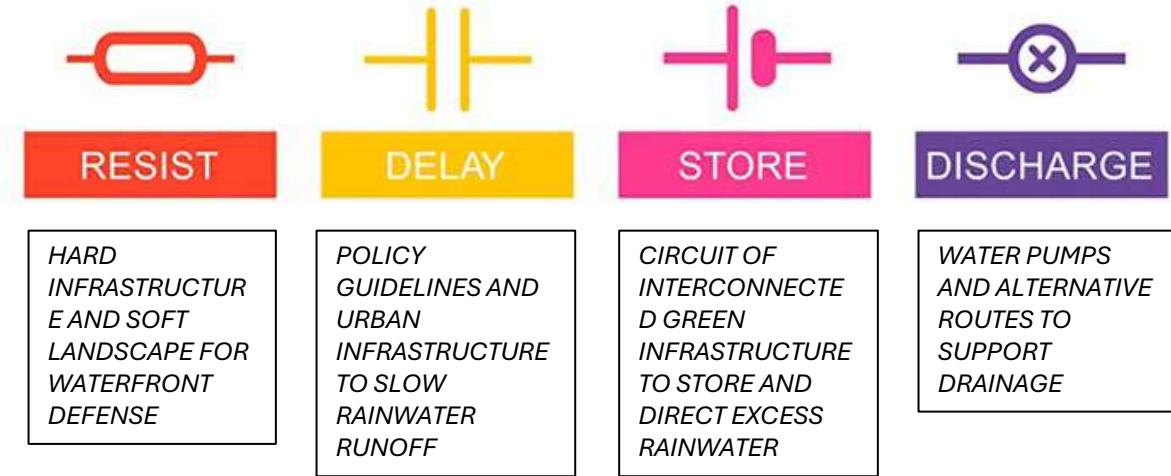 RESIST
DELAY
STORE
DISCHARGE
HARD
INFRASTRUCTUR
E AND SOFT
LANDSCAPE FOR
WATERFRONT
DEFENSE
POLICY
GUIDELINES AND
URBAN
INFRASTRUCTURE
TO SLOW
RAINWATER
RUNOFF
CIRCUIT OF
INTERCONNECTE
D GREEN
INFRASTRUCTURE
TO STORE AND
DIRECT EXCESS
RAINWATER
WATER PUMPS
AND ALTERNATIVE
ROUTES TO
SUPPORT
DRAINAGE